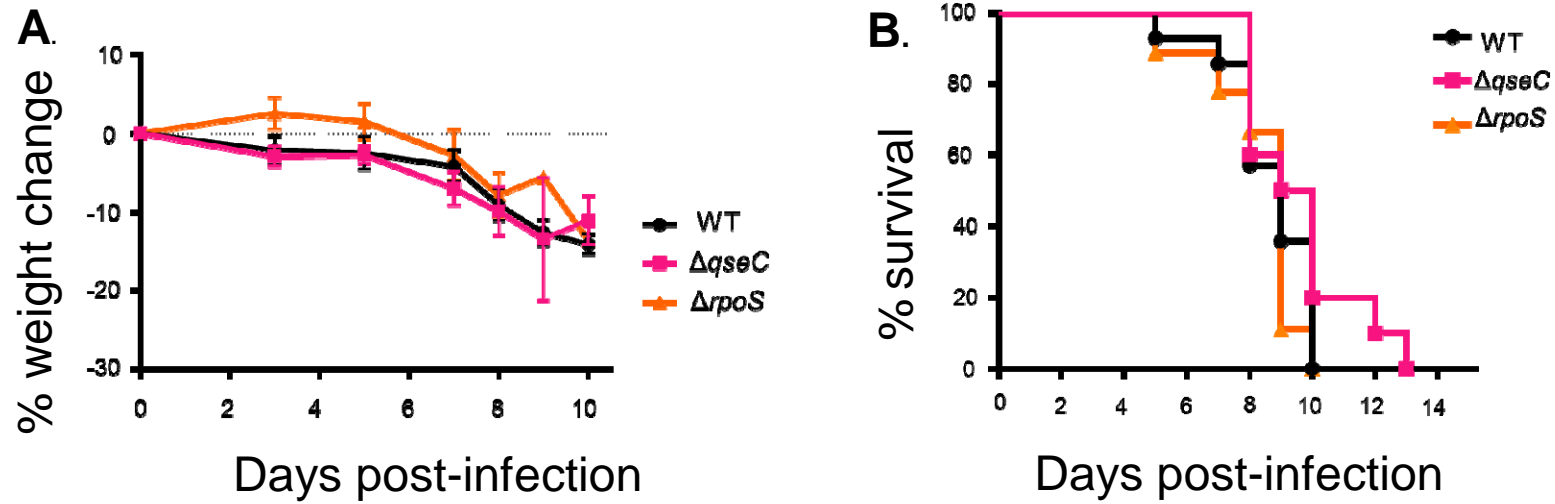 A.
% weight change
10
0
-10
-20
-30
0 2 4 6 8 10
Days post-infection
WT
ΔqseC
ΔrpoS
B.
% survival
100
80
60
40
20
0
0 2 4 6 8 10 12 14
Days post-infection
WT
ΔqseC
ΔrpoS